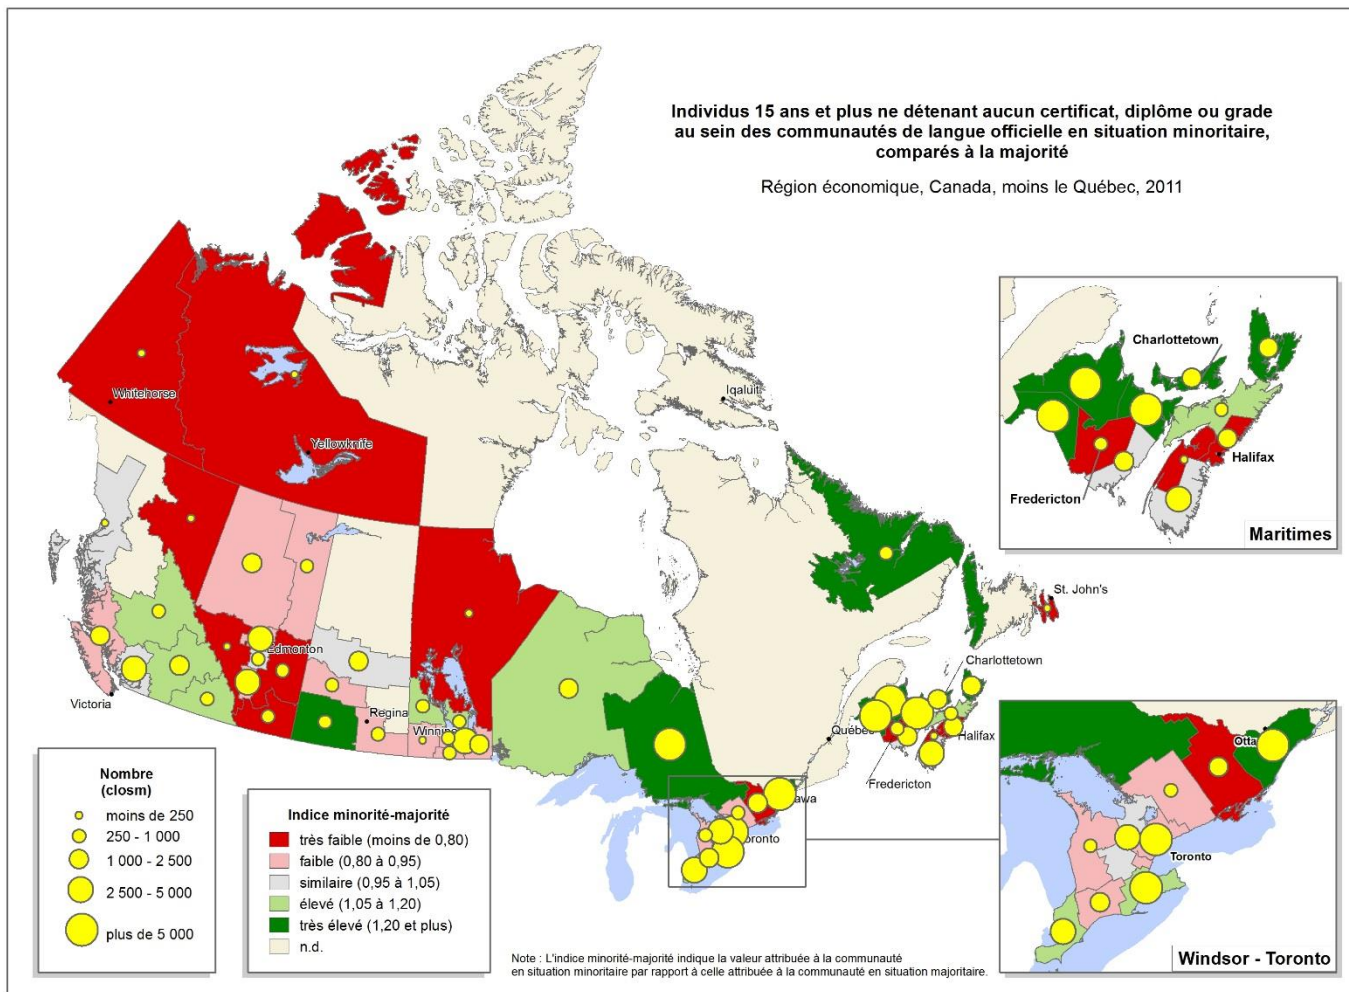 Individus 15 ans et plus ne détenant aucun certificat, diplôme ou grade
au sein des communautés de langue officielle en situation minoritaire,
comparés à la majorité
Région économique, Canada, moins le Québec, 2011
Whitehorse
Yellowknife
Iqaluit
Edmonton
Victoria
Regina
Québec
St. John's
Charlottetown
Halifax
Fredericton
Charlottetown
Halifax
Fredericton
Maritimes
Toronto
Windsor - Toronto
Nombre
(closm)
moins de 250
250 - 1 000
1 000 - 2 500
2 500 - 5 000
plus de 5 000
Indice minorité-majorité
très faible (moins de 0,80)
faible (0,80 à 0,95)
similaire (0,95 à 1,05)
élevé (1,05 à 1,20)
très élevé (1,20 et plus)
n.d.
Note : L'indice minorité-majorité indique la valeur attribuée à la communauté
en situation minoritaire par rapport à celle attribuée à la communauté en situation majoritaire.